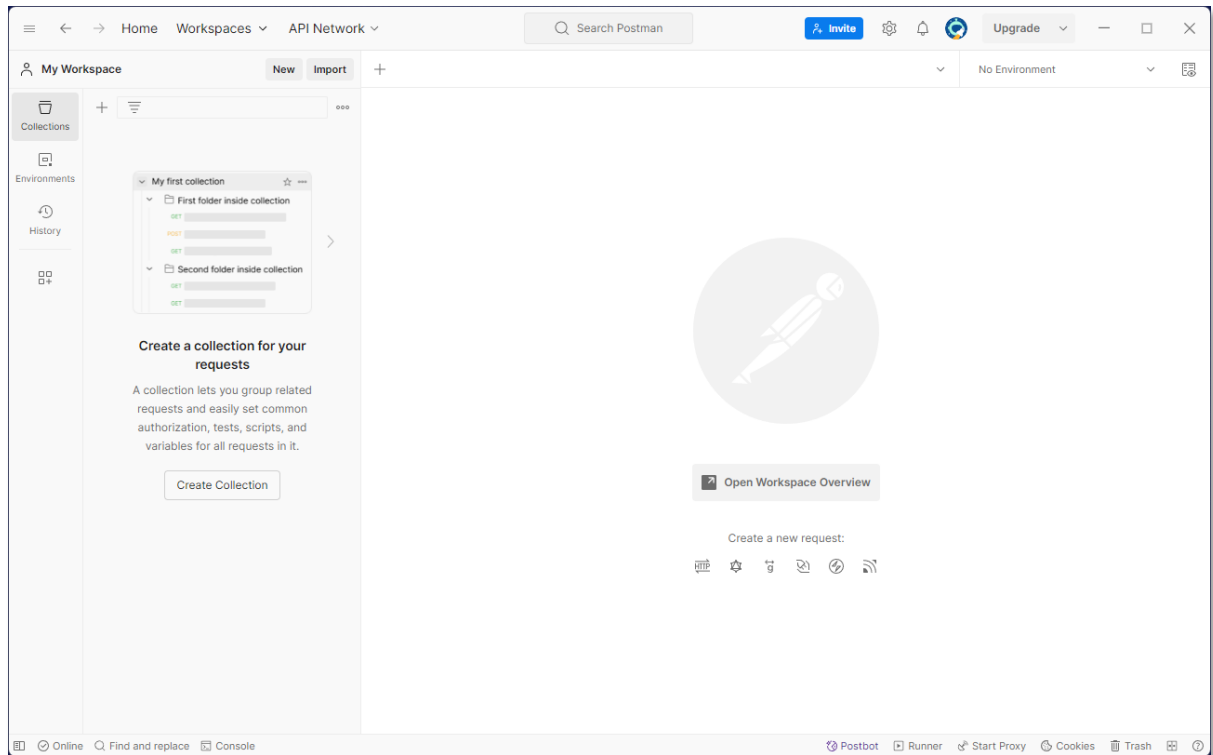 Home Workspaces API Network Search Postman Invite Upgrade
My Workspace New Import No Environment
Collections
Environments
History
My first collection
First folder inside collection
GET
POST
GET
Second folder inside collection
GET
GET
Create a collection for your
requests
A collection lets you group related
requests and easily set common
authorization, tests, scripts, and
variables for all requests in it.
Create Collection
Open Workspace Overview
Create a new request:
HTTP g
Online Find and replace Console Postbot Runner Start Proxy Cookies Trash